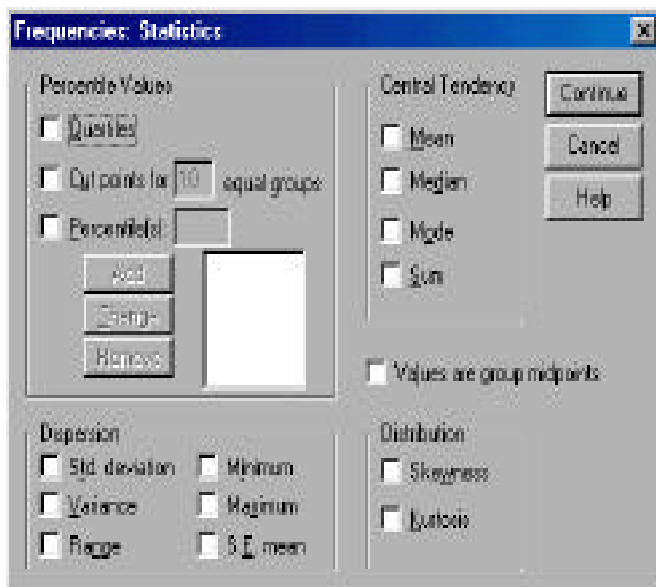 Frequencies: Statistics
Percentile Values
Quartiles
Cut points for 10 equal groups
Percentile(s)
Add
Change
Remove
Central Tendency
Mean
Median
Mode
Sum
Continue
Cancel
Help
Values are group midpoints
Dispersion
Std. deviation
Minimum
Variance
Maximum
Range
S.E. mean
Distribution
Skewness
Kurtosis